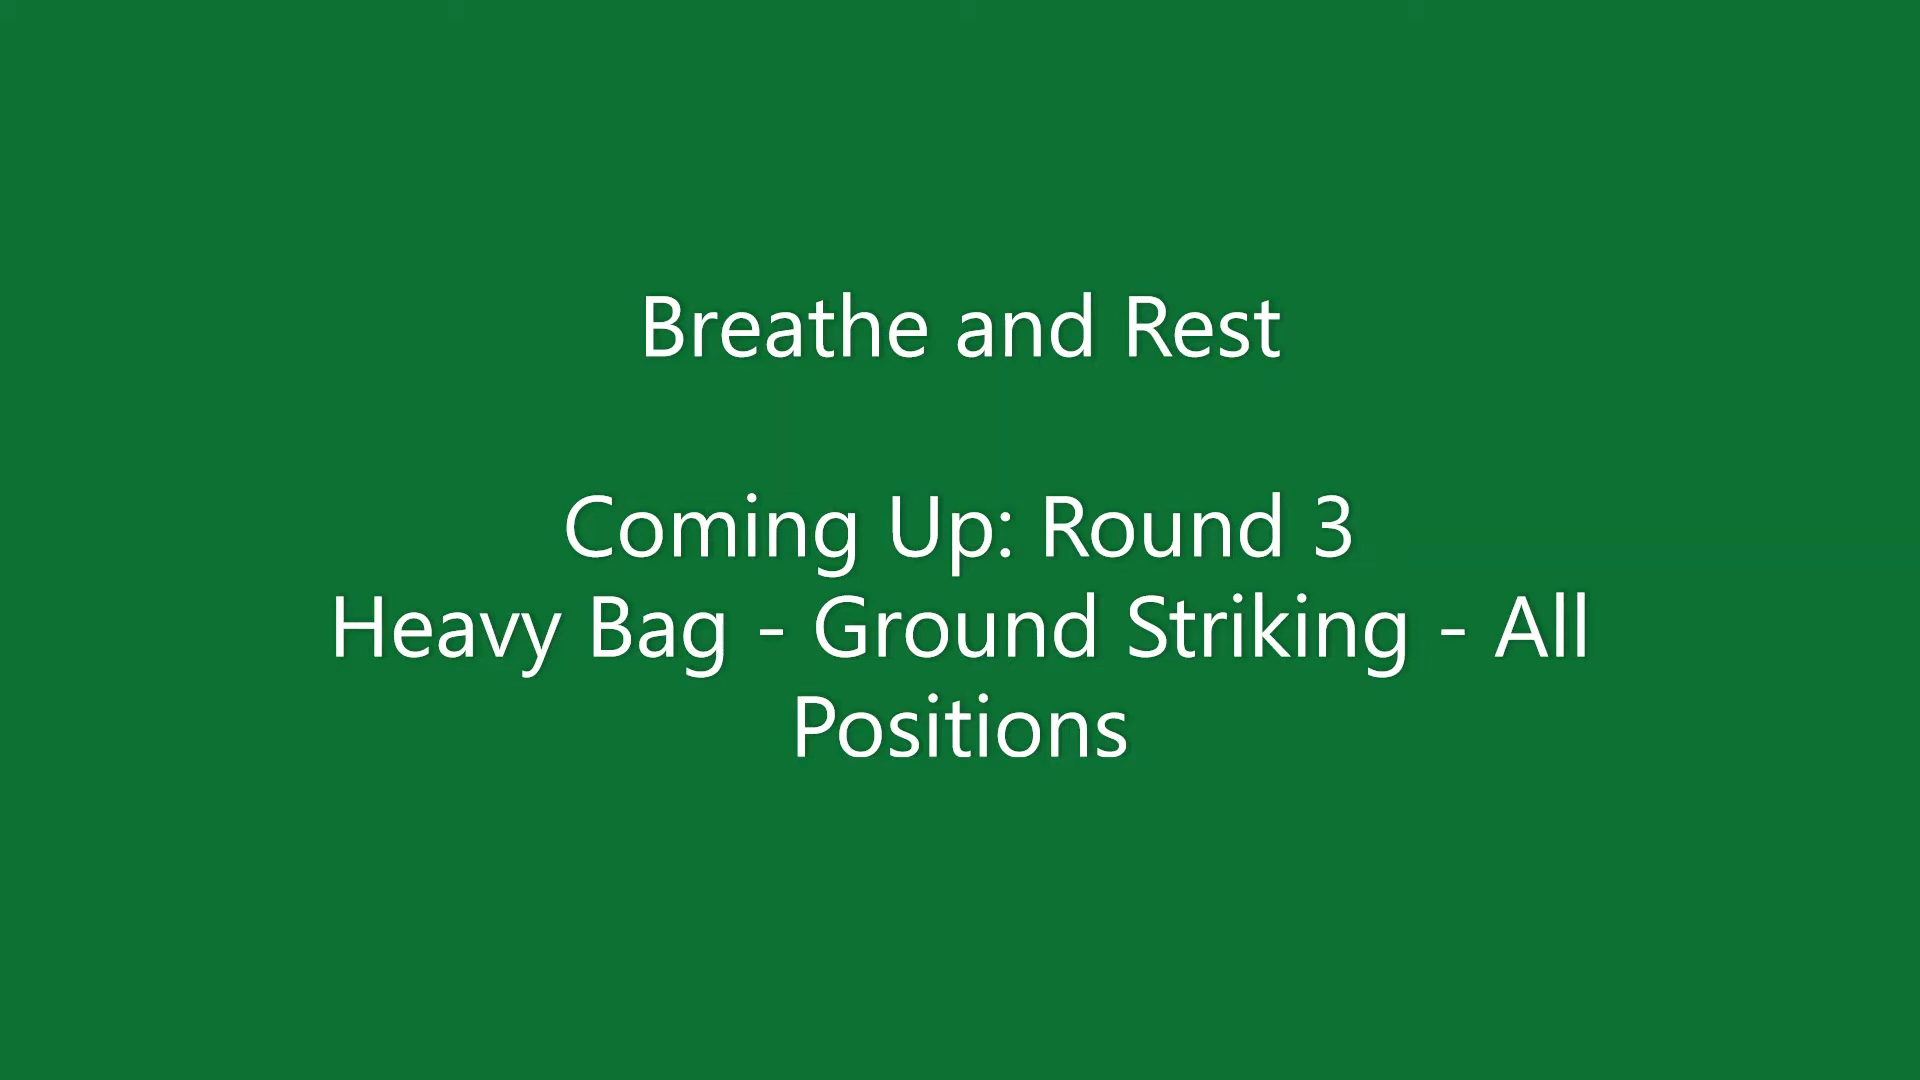 Breathe and Rest
Coming Up: Round 3
Heavy Bag - Ground Striking - All
Positions